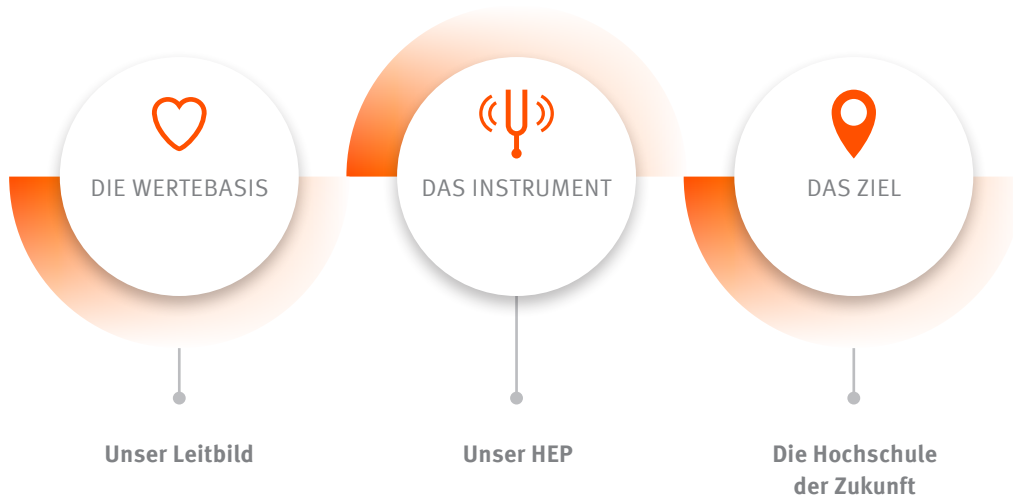 DIE WERTEBASIS
DAS INSTRUMENT
DAS ZIEL
Unser Leitbild
Unser HEP
Die Hochschule
der Zukunft